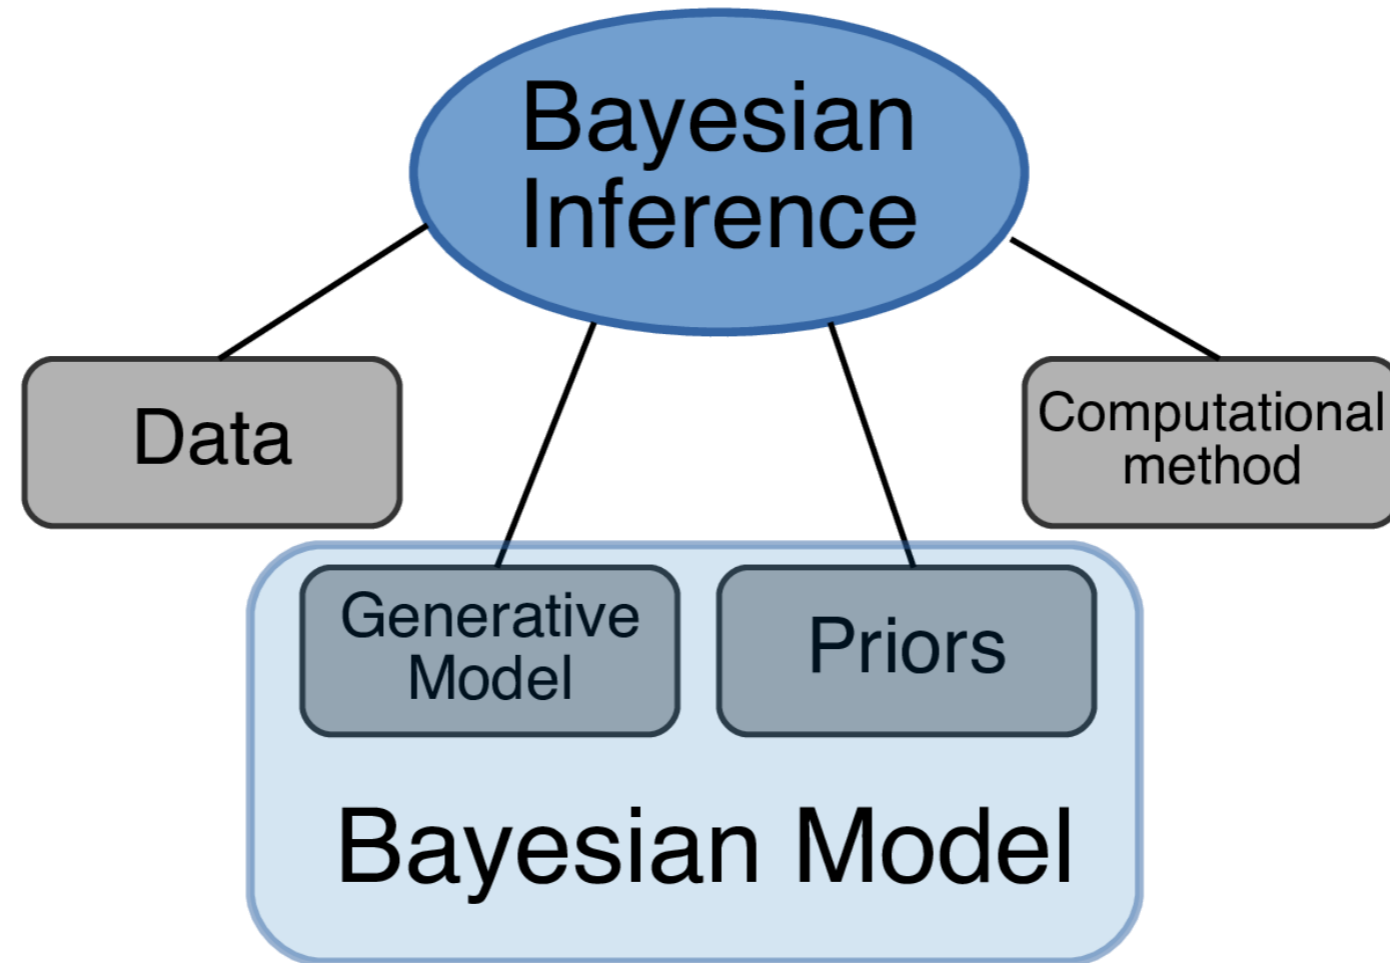 Bayesian
Inference
Data
Computational
method
Generative
Model
Priors
Bayesian Model